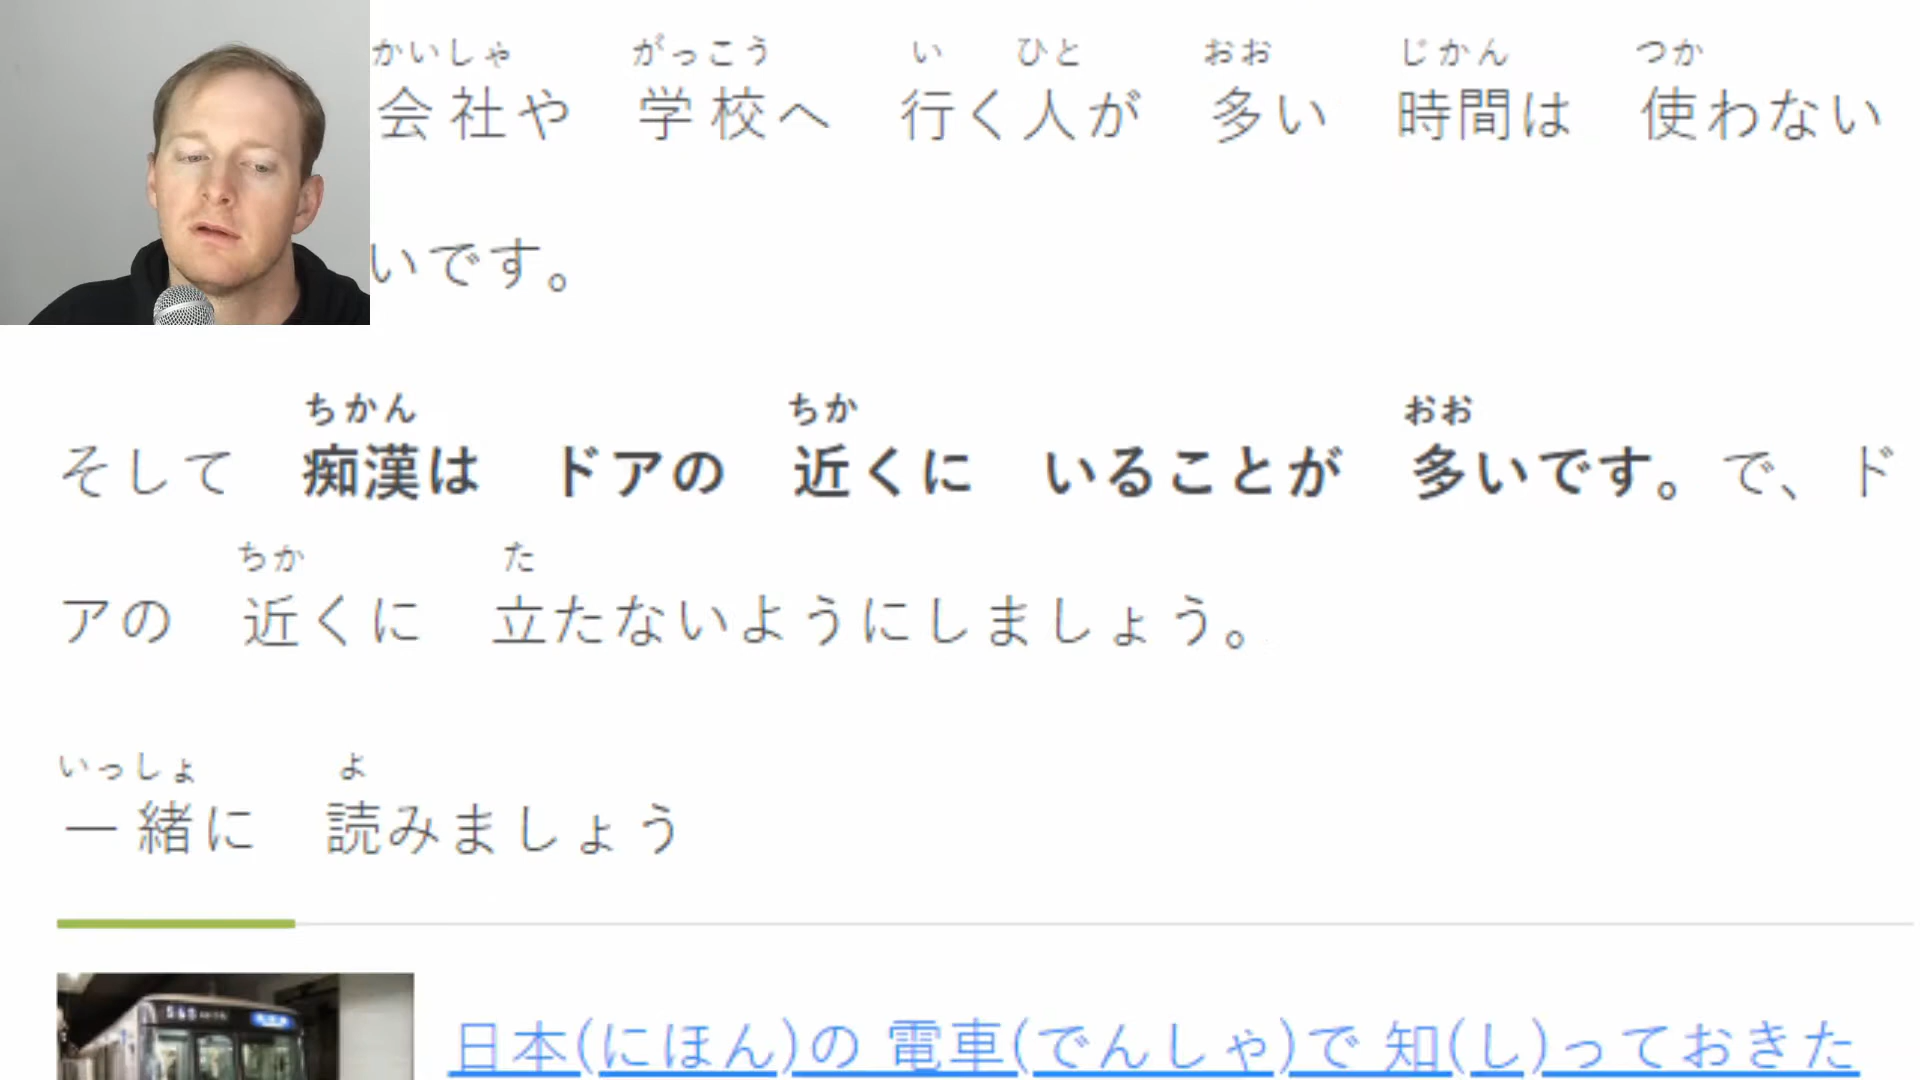 かいしゃ がっこう い ひと おお じかん つか
会社や 学校へ 行く人が 多い 時間は 使わない
いです。
ちかん ちか おお
そして 痴漢は ドアの 近くに いることが 多いです。で、ド
ちか た
アの 近くに 立たないようにしましょう。
いっしょ よ
一緒に 読みましょう
日本(にほん)の 電車(でんしゃ)で 知(し)っておきた